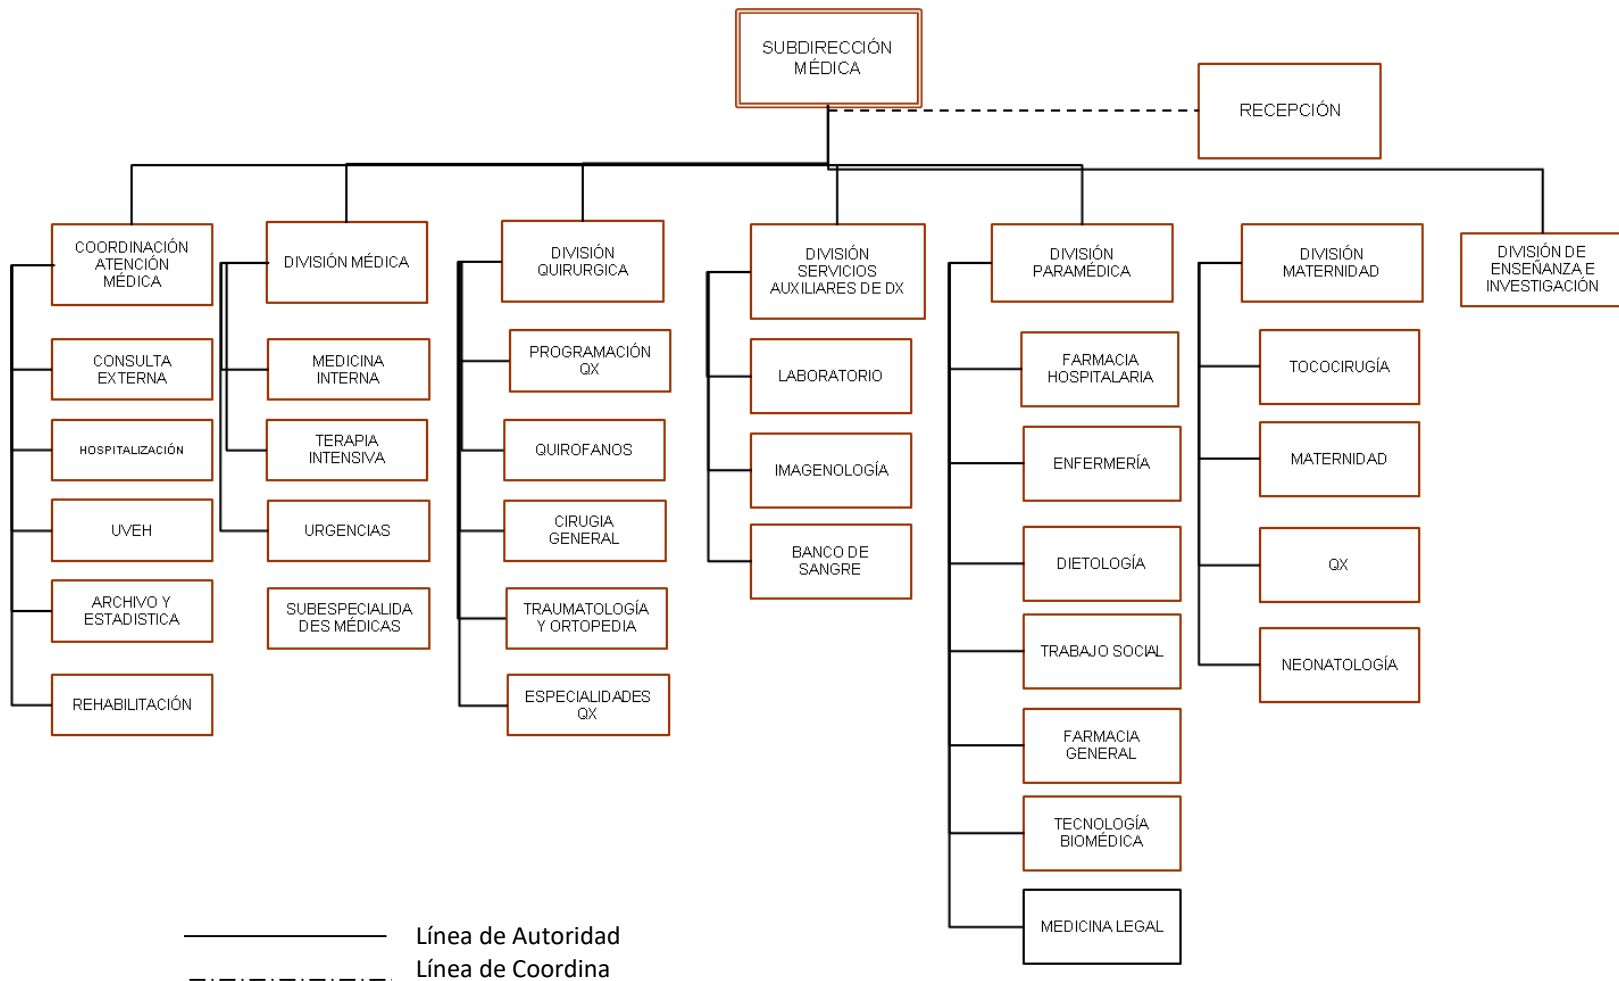 SUBDIRECCIÓN
MÉDICA
RECEPCIÓN
COORDINACIÓN
ATENCIÓN
MÉDICA
CONSULTA
EXTERNA
HOSPITALIZACIÓN
UVEH
ARCHIVO Y
ESTADISTICA
REHABILITACIÓN
DIVISIÓN MÉDICA
MEDICINA
INTERNA
TERAPIA
INTENSIVA
URGENCIAS
SUBESPECIALIDA
DES MÉDICAS
DIVISIÓN
QUIRURGICA
PROGRAMACIÓN
QX
QUIROFANOS
CIRUGIA
GENERAL
TRAUMATOLOGÍA
Y ORTOPEDIA
ESPECIALIDADES
QX
DIVISIÓN
SERVICIOS
AUXILIARES DE DX
LABORATORIO
IMAGENOLOGÍA
BANCO DE
SANGRE
DIVISIÓN
PARAMÉDICA
FARMACIA
HOSPITALARIA
ENFERMERÍA
DIETOLOGÍA
TRABAJO SOCIAL
FARMACIA
GENERAL
TECNOLOGÍA
BIOMÉDICA
MEDICINA LEGAL
DIVISIÓN
MATERNIDAD
TOCOCIRUGÍA
MATERNIDAD
QX
NEONATOLOGÍA
DIVISIÓN DE
ENSEÑANZA E
INVESTIGACIÓN
Línea de Autoridad
Línea de Coordina